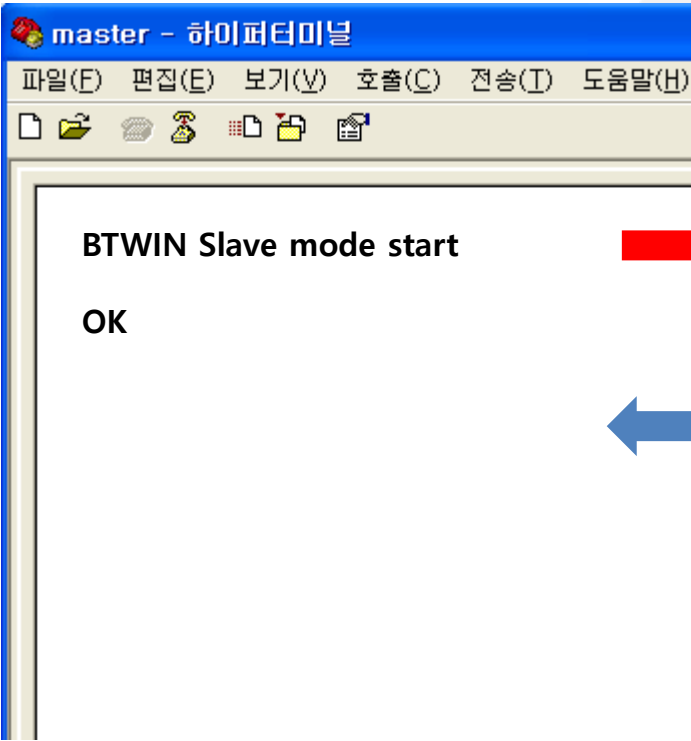 master - 하이퍼터미널
파일(F) 편집(E) 보기(V) 호출(C) 전송(T) 도움말(H)
BTWIN Slave mode start
OK